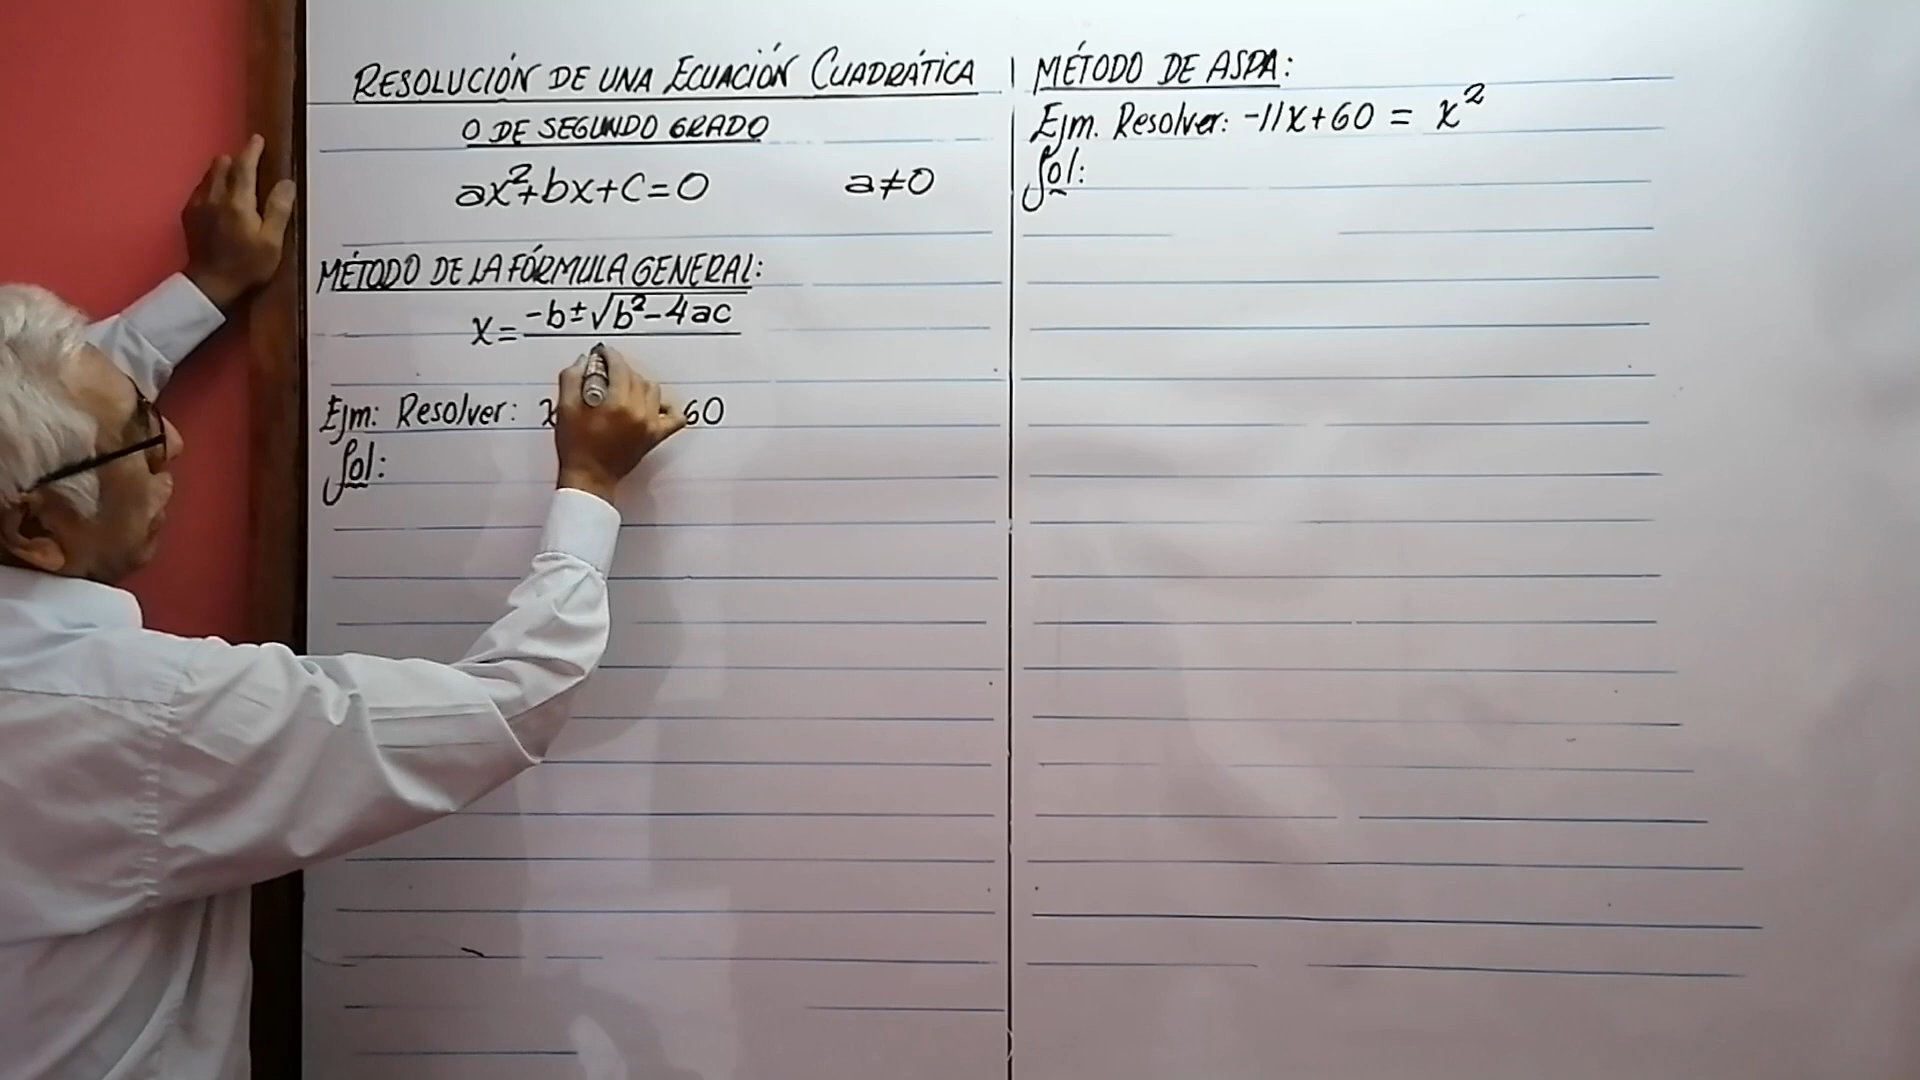 RESOLUCIÓN DE UNA ECUACIÓN CUADRÁTICA
O DE SEGUNDO GRADO
ax²+bx+c=0 a≠0
MÉTODO DE LA FÓRMULA GENERAL:
x=-b±√b²-4ac
Ejm: Resolver: 60
Sol:
MÉTODO DE ASPA:
Ejm. Resolver: -11x+60 = x²
Sol: